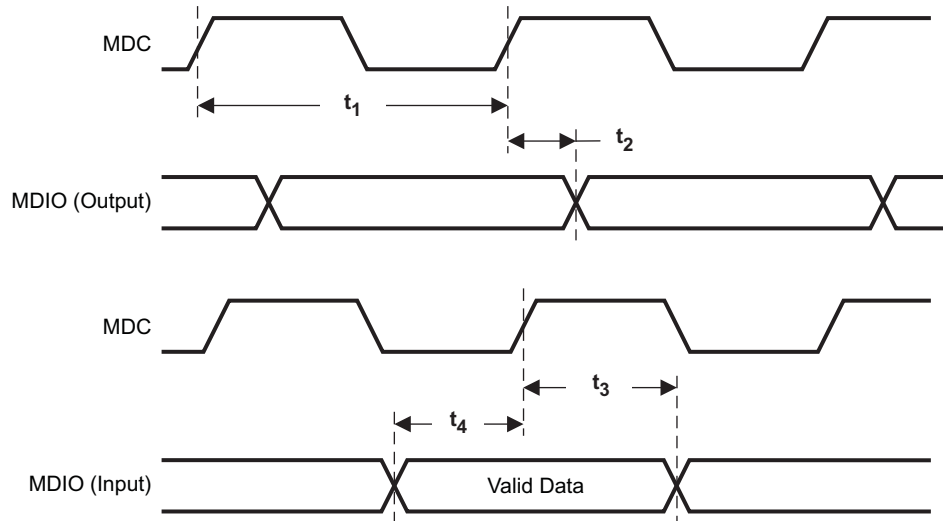 MDC
t1
t2
MDIO (Output)
MDC
t3
t4
MDIO (Input)
Valid Data